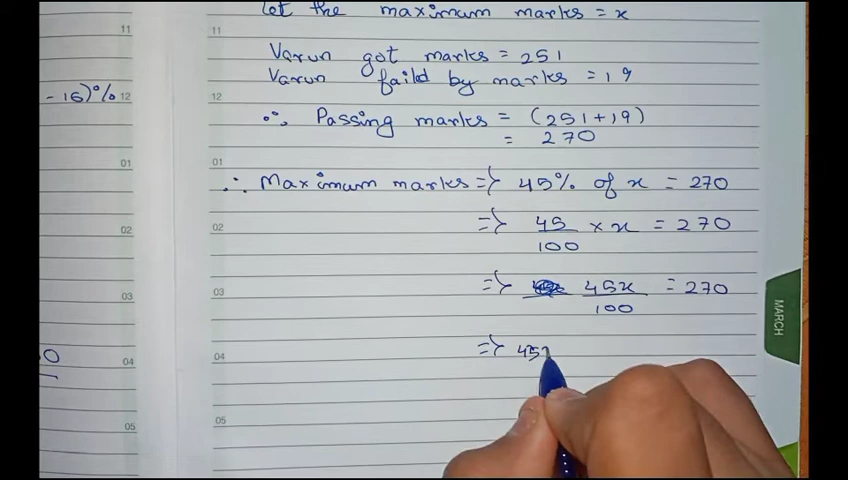 let the maximum marks = x
11
11
Varun got marks = 251
Varun faild by marks = 19
- 16)% 12
12
∴ Passing marks = (251+19)
= 270
01
01
∴ Maximum marks => 45% of x = 270
02
02
=> 45/100 × x = 270
03
03
=> 45x/100 = 270
MARCH
04
04
=> 45
05
05